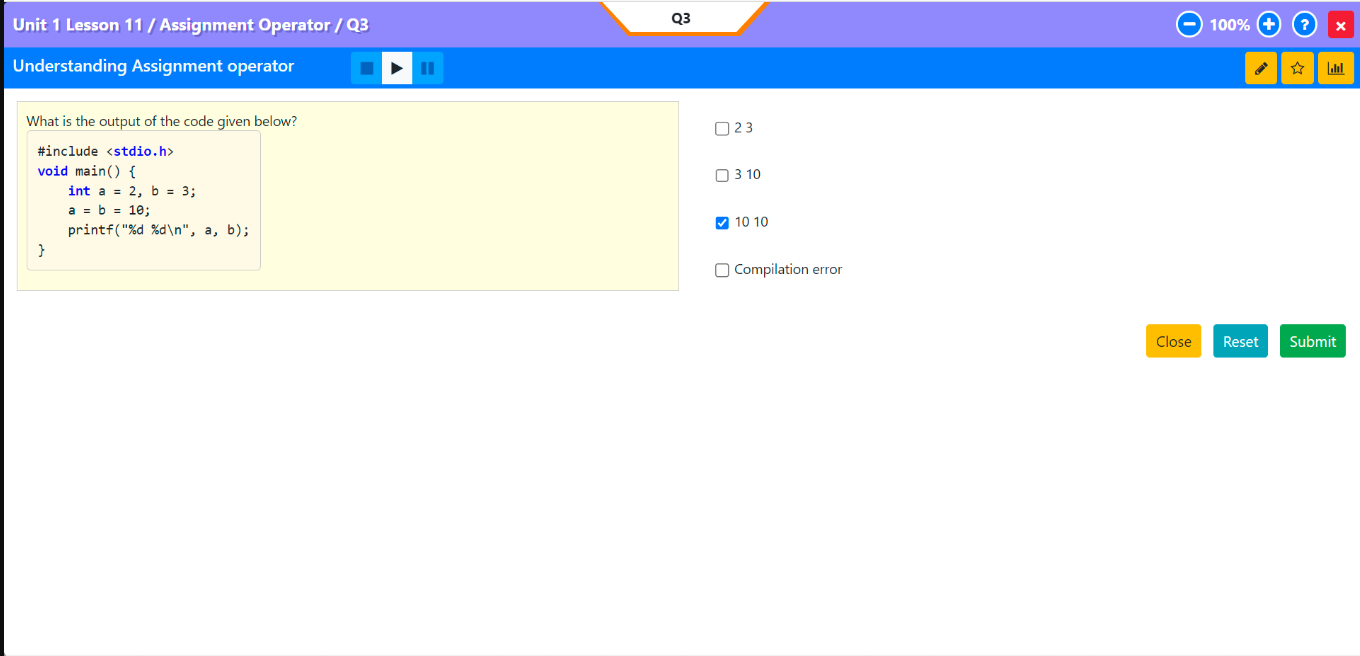 Unit 1 Lesson 11 / Assignment Operator / Q3
Q3
100%
?
Understanding Assignment operator
What is the output of the code given below?
#include <stdio.h>
void main() {
    int a = 2, b = 3;
    a = b = 10;
    printf("%d %d\n", a, b);
}
2 3
3 10
10 10
Compilation error
Close
Reset
Submit